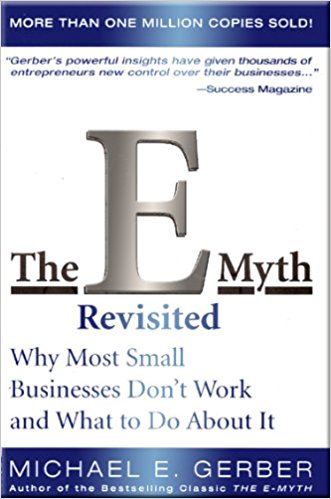 MORE THAN ONE MILLION COPIES SOLD!
"Gerber's powerful insights have given thousands of
entrepreneurs new control over their businesses..."
—Success Magazine
The E Myth
Revisited
Why Most Small
Businesses Don't Work
and What to Do About It
MICHAEL E. GERBER
Author of the Bestselling Classic THE E-MYTH